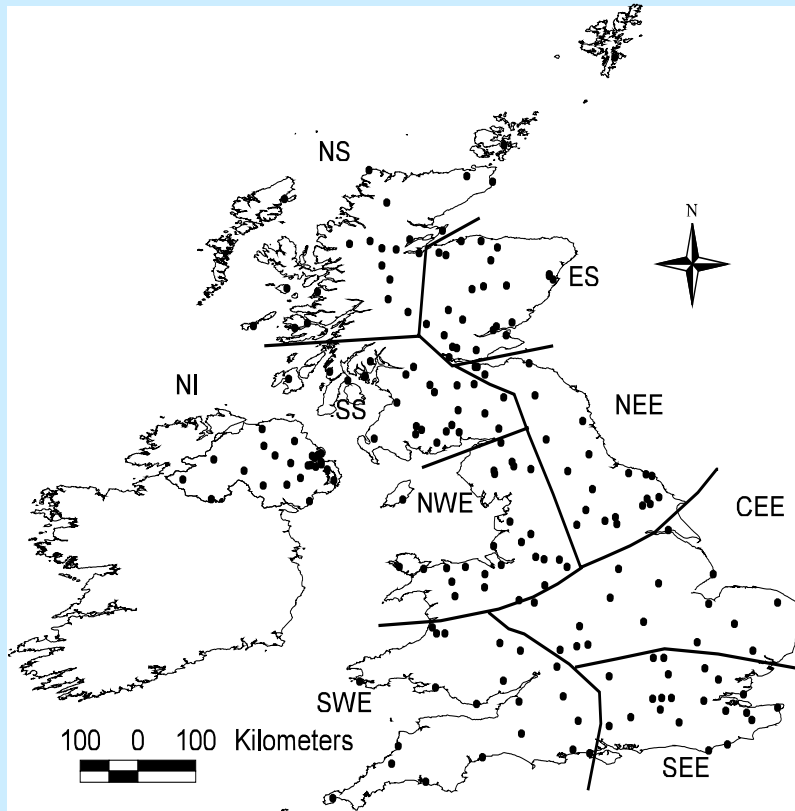 NS
N
ES
NI
SS
NEE
NWE
CEE
SWE
100 0 100 Kilometers
SEE